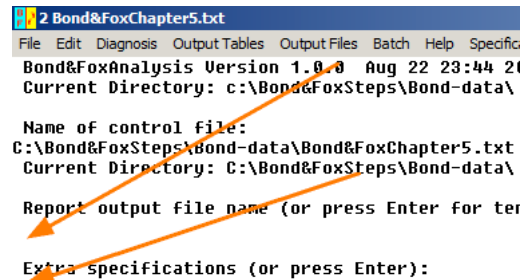 2 Bond&FoxChapter5.txt
File Edit Diagnosis Output Tables Output Files Batch Help Specifica
Bond&FoxAnalysis Version 1.0.0 Aug 22 23:44 20
Current Directory: c:\Bond&FoxSteps\Bond-data\
Name of control file:
C:\Bond&FoxSteps\Bond-data\Bond&FoxChapter5.txt
Current Directory: C:\Bond&FoxSteps\Bond-data\
Report output file name (or press Enter for tem
Extra specifications (or press Enter):